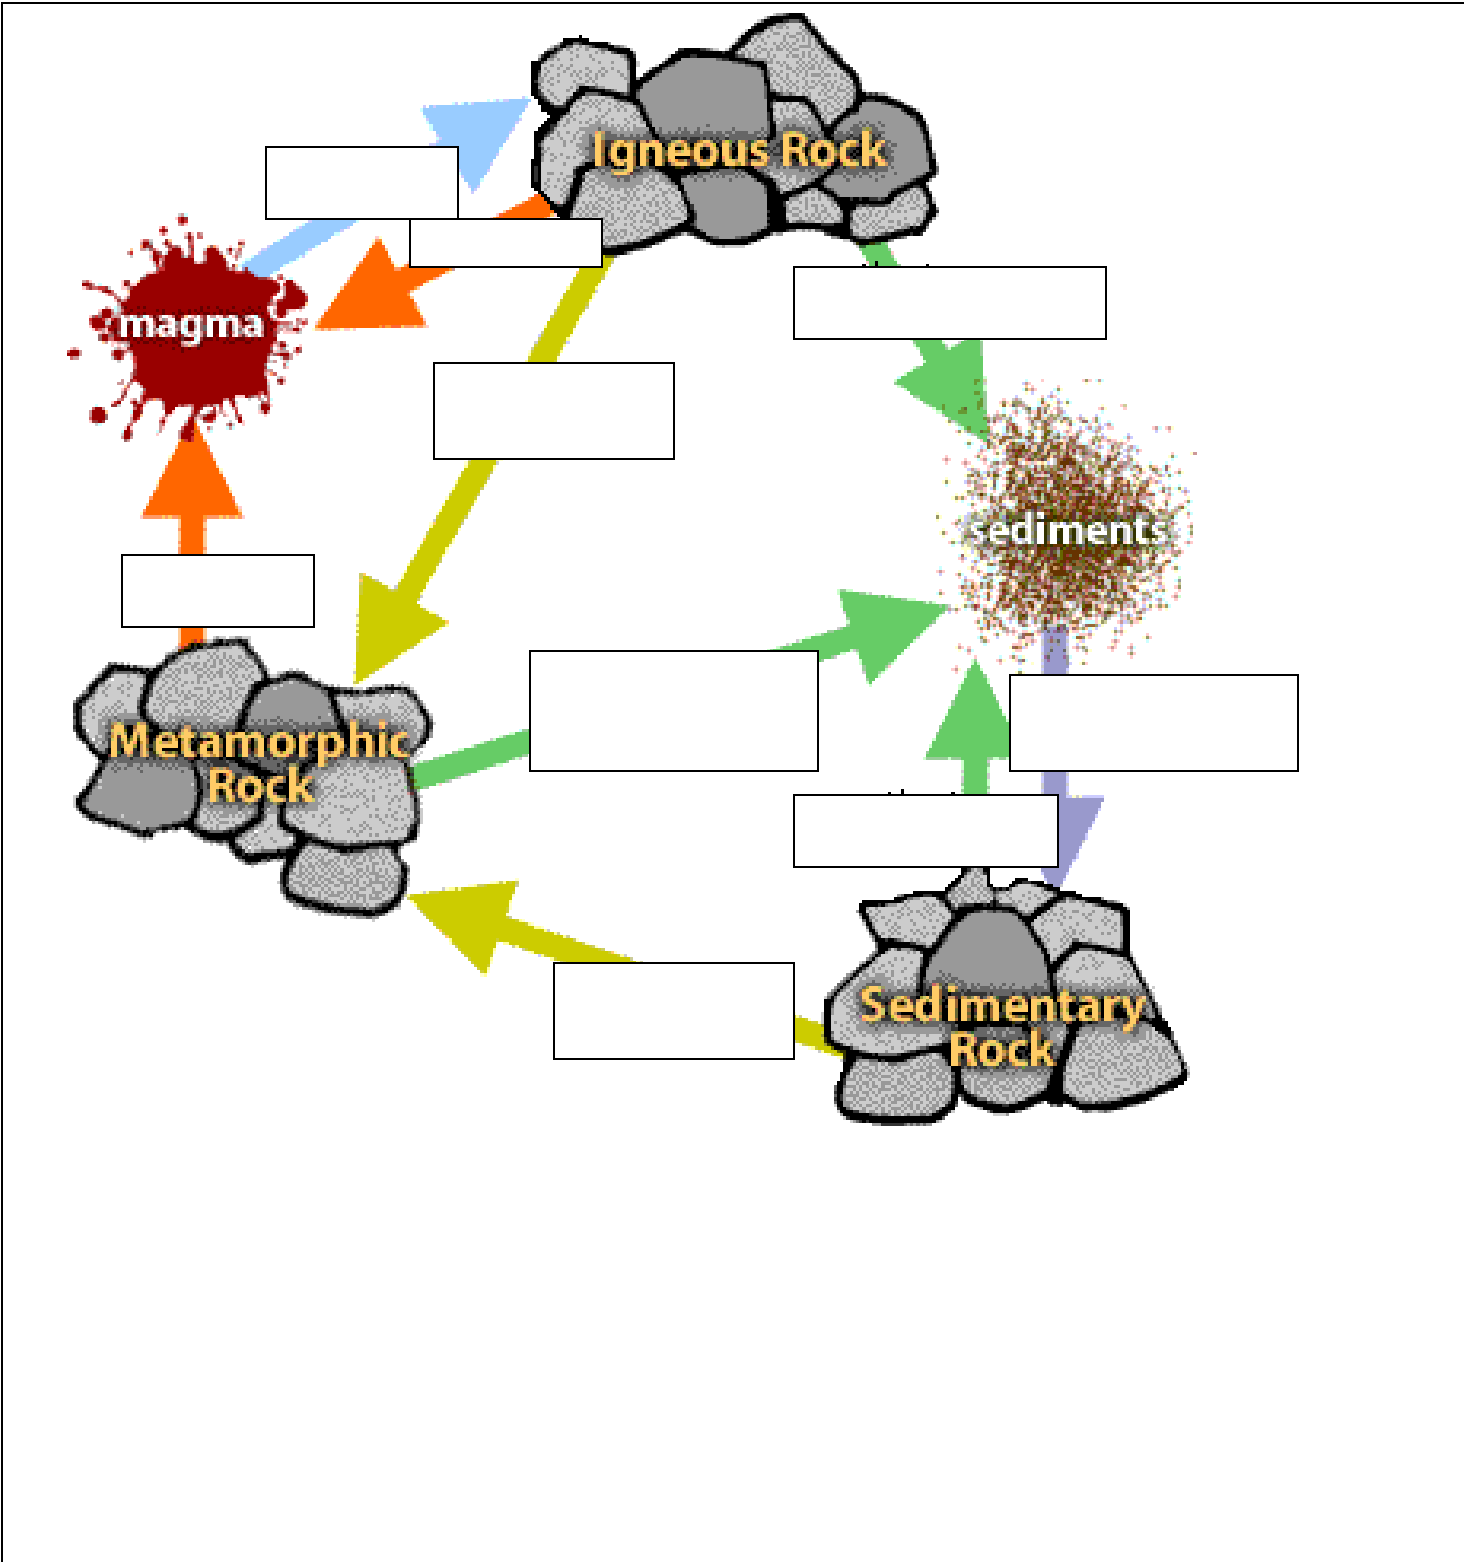 Igneous Rock
magma
sediments
Metamorphic
Rock
Sedimentary
Rock